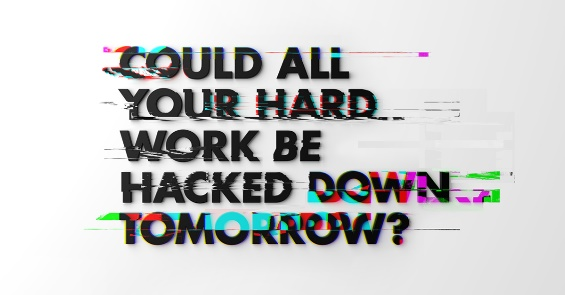 COULD ALL
YOUR HARD
WORK BE
HACKED DOWN
TOMORROW?